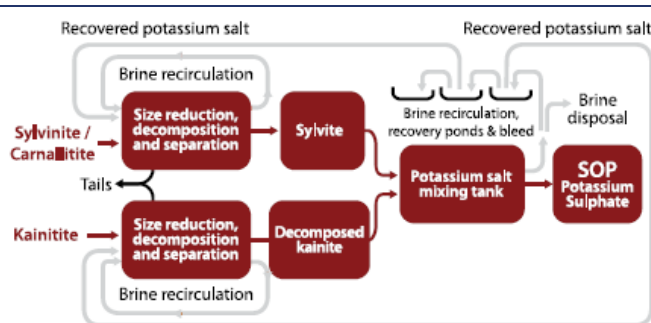 Recovered potassium salt
Recovered potassium salt
Brine recirculation
Size reduction,
decomposition
and separation
Sylvite
Brine recirculation,
recovery ponds & bleed
Brine
disposal
Sylvinite /
Potassium salt
mixing tank
SOP
Potassium
Sulphate
Tails
Kainitite
Size reduction,
decomposition
and separation
Decomposed
kainite
Brine recirculation